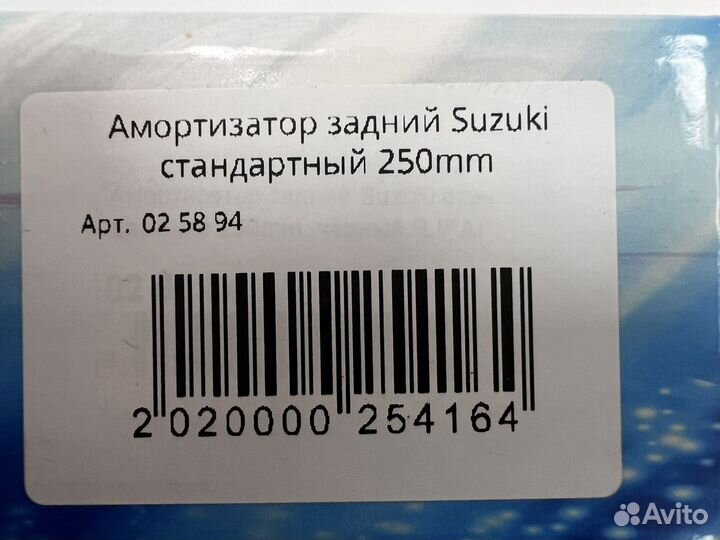 Амортизатор задний Suzuki
стандартный 250mm
Арт. 02 58 94
2 020000 254164
Avito